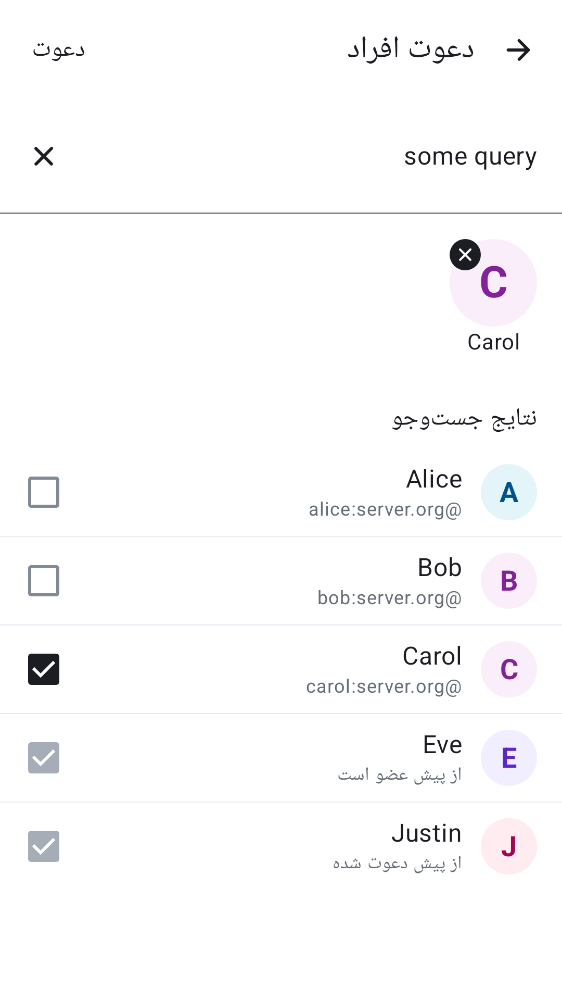 دعوت افراد
دعوت
some query
C
Carol
نتایج جست‌وجو
A
Alice
alice:server.org@
B
Bob
bob:server.org@
C
Carol
carol:server.org@
E
Eve
از پیش عضو است
J
Justin
از پیش دعوت شده